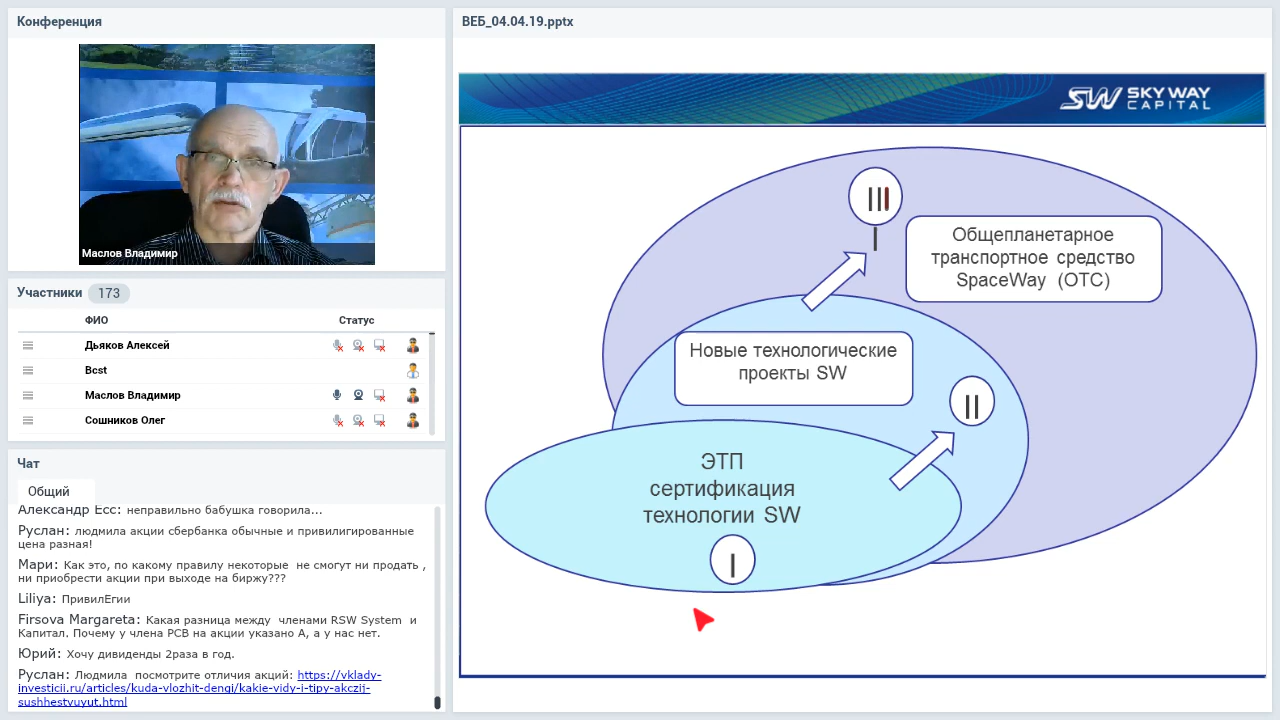 Конференция
Маслов Владимир
Участники 173
ФИО Статус
Дьяков Алексей
Bcst
Маслов Владимир
Сошников Олег
Чат
Общий
Александр Есс: неправильно бабушка говорила...
Руслан: людмила акции сбербанка обычные и привилигированные
цена разная!
Мари: Как это, по какому правилу некоторые не смогут ни продать ,
ни приобрести акции при выходе на биржу???
Liliya: ПривилЕгии
Firsova Margareta: Какая разница между членами RSW System и
Капитал. Почему у члена РСВ на акции указано А, а у нас нет.
Юрий: Хочу дивиденды 2раза в год.
Руслан: Людмила посмотрите отличия акций: https://vklady-
investicii.ru/articles/kuda-vlozhit-dengi/kakie-vidy-i-tipy-akczij-
sushhestvuyut.html
ВЕБ_04.04.19.pptx
SW SKY WAY
CAPITAL
III
I
Общепланетарное
транспортное средство
SpaceWay (ОТС)
Новые технологические
проекты SW
II
ЭТП
сертификация
технологии SW
I